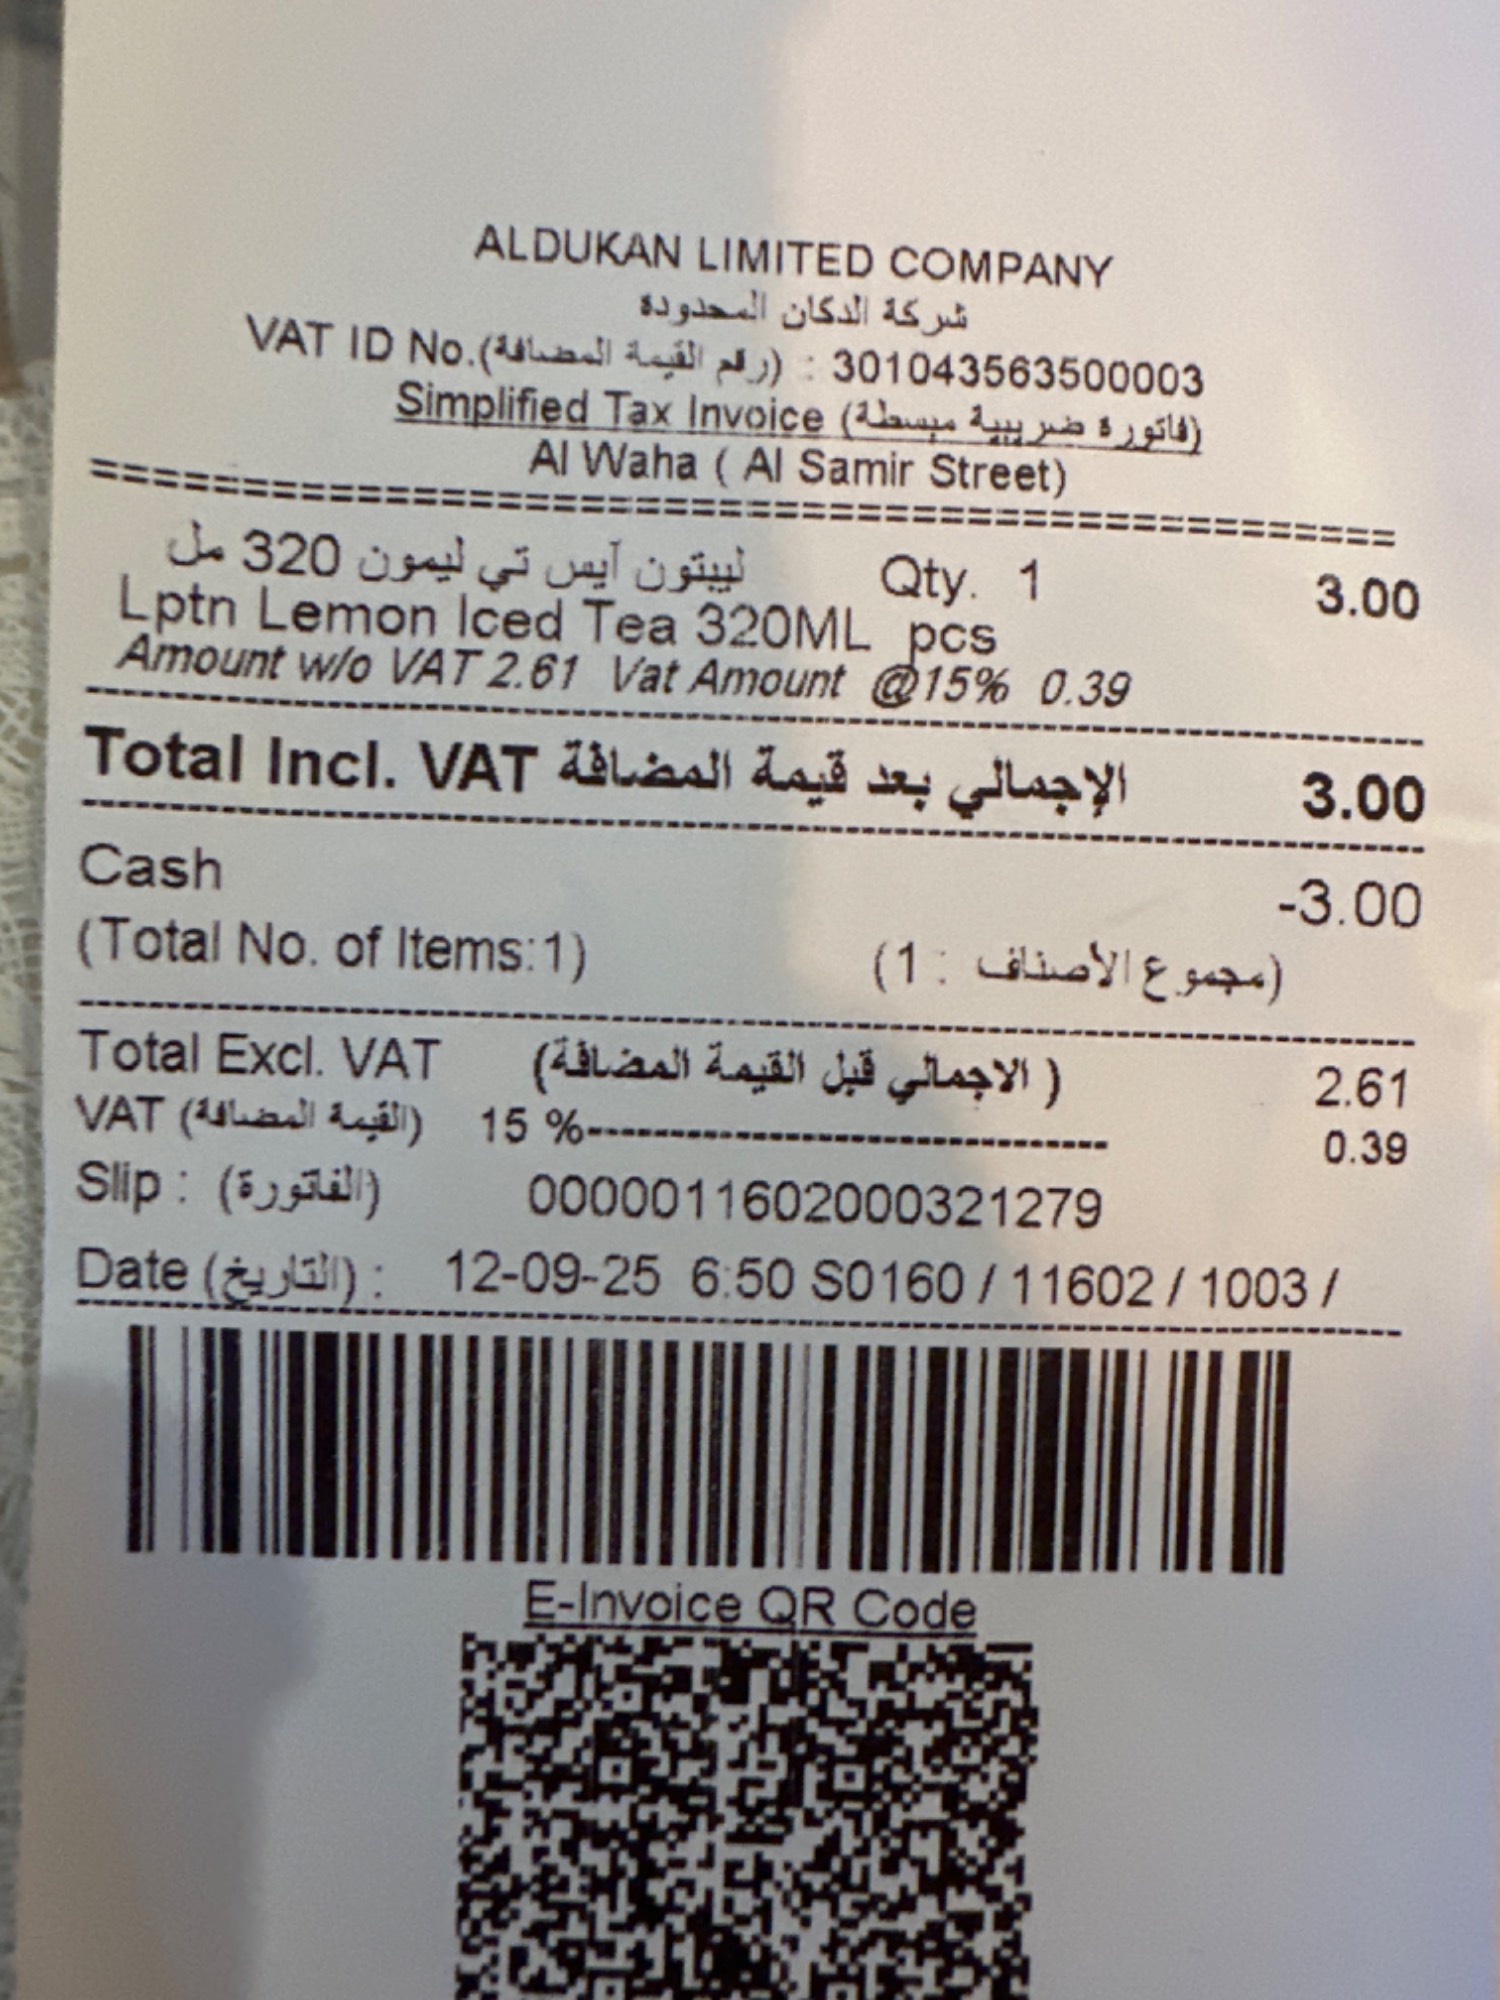 ALDUKAN LIMITED COMPANY
شركة الدكان المحدودة
VAT ID No.(رقم القيمة المضافة) : 301043563500003
Simplified Tax Invoice (فاتورة ضريبية مبسطة)
Al Waha ( Al Samir Street)
ليبتون آيس تي ليمون 320 مل Qty. 1 3.00
Lptn Lemon Iced Tea 320ML pcs
Amount w/o VAT 2.61 Vat Amount @15% 0.39
Total Incl. VAT الإجمالي بعد قيمة المضافة 3.00
Cash -3.00
(Total No. of Items:1) (مجموع الأصناف : 1)
Total Excl. VAT ( الاجمالي قبل القيمة المضافة) 2.61
VAT (القيمة المضافة) 15 %- 0.39
Slip : (الفاتورة) 0000011602000321279
Date (التاريخ) : 12-09-25 6:50 S0160 / 11602 / 1003 /
E-Invoice QR Code